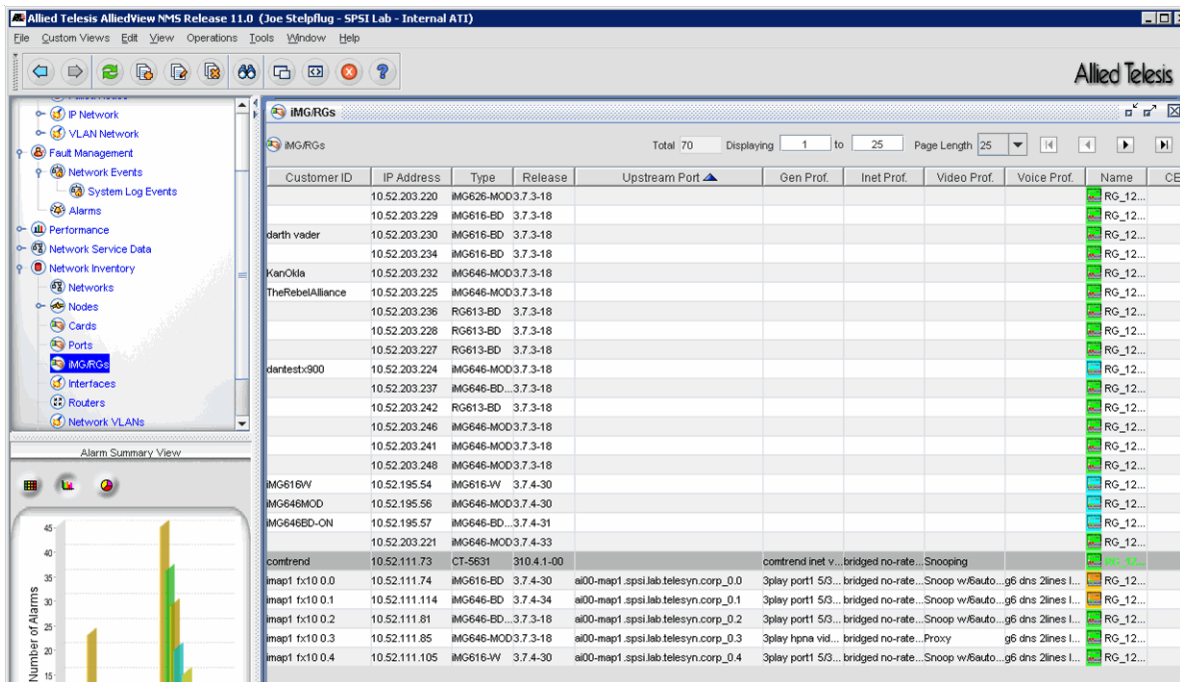 Allied Telesis AlliedView NMS Release 11.0 (Joe Stelpflug - SPSI Lab - Internal ATI)
File Custom Views Edit View Operations Tools Window Help
Allied Telesis
IP Network
VLAN Network
Fault Management
Network Events
System Log Events
Alarms
Performance
Network Service Data
Network Inventory
Networks
Nodes
Cards
Ports
iMG/RGs
Interfaces
Routers
Network VLANs
Alarm Summary View
Number of Alarms
45
40
35
30
25
20
15
iMG/RGs
iMG/RGs Total 70 Displaying 1 to 25 Page Length 25
Customer ID IP Address Type Release Upstream Port Gen Prof. Inet Prof. Video Prof. Voice Prof. Name CE
10.52.203.220 iMG626-MOD 3.7.3-18 RG_12...
10.52.203.229 iMG616-BD 3.7.3-18 RG_12...
darth vader 10.52.203.230 iMG616-BD 3.7.3-18 RG_12...
10.52.203.234 iMG616-BD 3.7.3-18 RG_12...
KanOkla 10.52.203.232 iMG646-MOD 3.7.3-18 RG_12...
TheRebelAlliance 10.52.203.225 iMG646-MOD 3.7.3-18 RG_12...
10.52.203.236 RG613-BD 3.7.3-18 RG_12...
10.52.203.228 RG613-BD 3.7.3-18 RG_12...
10.52.203.227 RG613-BD 3.7.3-18 RG_12...
dantestx900 10.52.203.224 iMG646-MOD 3.7.3-18 RG_12...
10.52.203.237 iMG646-BD... 3.7.3-18 RG_12...
10.52.203.242 RG613-BD 3.7.3-18 RG_12...
10.52.203.246 iMG646-MOD 3.7.3-18 RG_12...
10.52.203.241 iMG646-MOD 3.7.3-18 RG_12...
10.52.203.248 iMG646-MOD 3.7.3-18 RG_12...
iMG616W 10.52.195.54 iMG616-W 3.7.4-30 RG_12...
iMG646MOD 10.52.195.56 iMG646-MOD 3.7.4-30 RG_12...
iMG646BD-ON 10.52.195.57 iMG646-BD... 3.7.4-31 RG_12...
10.52.203.221 iMG646-MOD 3.7.4-33 RG_12...
comtrend 10.52.111.73 CT-5631 310.4.1-00 comtrend inet v... bridged no-rate... Snooping RG_17...
imap1 fx10 0.0 10.52.111.74 iMG616-BD 3.7.4-30 ai00-map1.spsi.lab.telesyn.corp_0.0 3play port1 5/3... bridged no-rate... Snoop w/6auto... g6 dns 2lines l... RG_12...
imap1 fx10 0.1 10.52.111.114 iMG646-BD 3.7.4-34 ai00-map1.spsi.lab.telesyn.corp_0.1 3play port1 5/3... bridged no-rate... Snoop w/6auto... g6 dns 2lines l... RG_12...
imap1 fx10 0.2 10.52.111.81 iMG646-BD... 3.7.3-18 ai00-map1.spsi.lab.telesyn.corp_0.2 3play port1 5/3... bridged no-rate... Snoop w/6auto... g6 dns 2lines l... RG_12...
imap1 fx10 0.3 10.52.111.85 iMG646-MOD 3.7.3-18 ai00-map1.spsi.lab.telesyn.corp_0.3 3play hpna vid... bridged no-rate... Proxy g6 dns 2lines l... RG_12...
imap1 fx10 0.4 10.52.111.105 iMG616-W 3.7.4-30 ai00-map1.spsi.lab.telesyn.corp_0.4 3play port1 5/3... bridged no-rate... Snoop w/6auto... g6 dns 2lines l... RG_12...